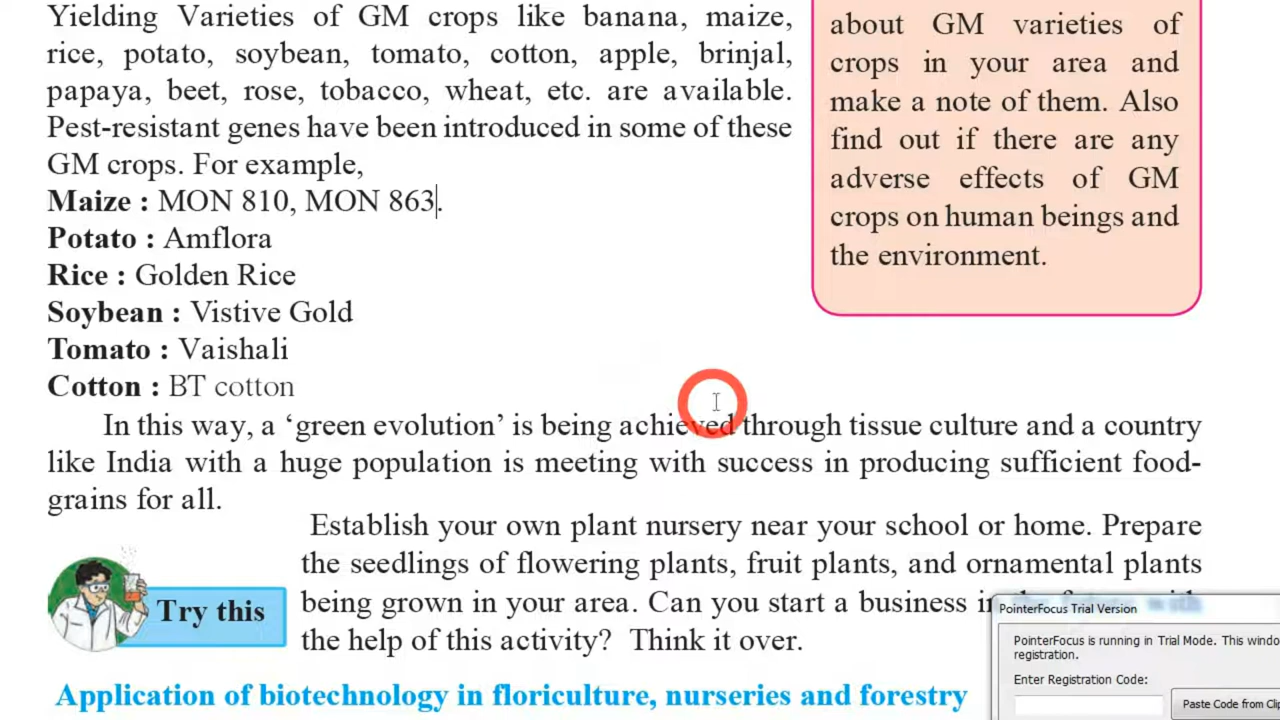 Yielding Varieties of GM crops like banana, maize,
rice, potato, soybean, tomato, cotton, apple, brinjal,
papaya, beet, rose, tobacco, wheat, etc. are available.
Pest-resistant genes have been introduced in some of these
GM crops. For example,
Maize : MON 810, MON 863.
Potato : Amflora
Rice : Golden Rice
Soybean : Vistive Gold
Tomato : Vaishali
Cotton : BT cotton
about GM varieties of
crops in your area and
make a note of them. Also
find out if there are any
adverse effects of GM
crops on human beings and
the environment.
In this way, a ‘green evolution’ is being achieved through tissue culture and a country
like India with a huge population is meeting with success in producing sufficient food-
grains for all.
Try this
Establish your own plant nursery near your school or home. Prepare
the seedlings of flowering plants, fruit plants, and ornamental plants
being grown in your area. Can you start a business in
the help of this activity? Think it over.
Application of biotechnology in floriculture, nurseries and forestry
PointerFocus Trial Version
PointerFocus is running in Trial Mode. This
registration.
Enter Registration Code:
Paste Code from